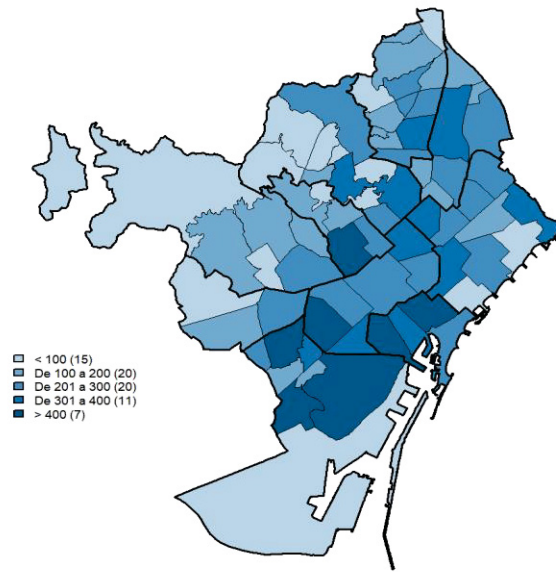 < 100 (15)
De 100 a 200 (20)
De 201 a 300 (20)
De 301 a 400 (11)
> 400 (7)